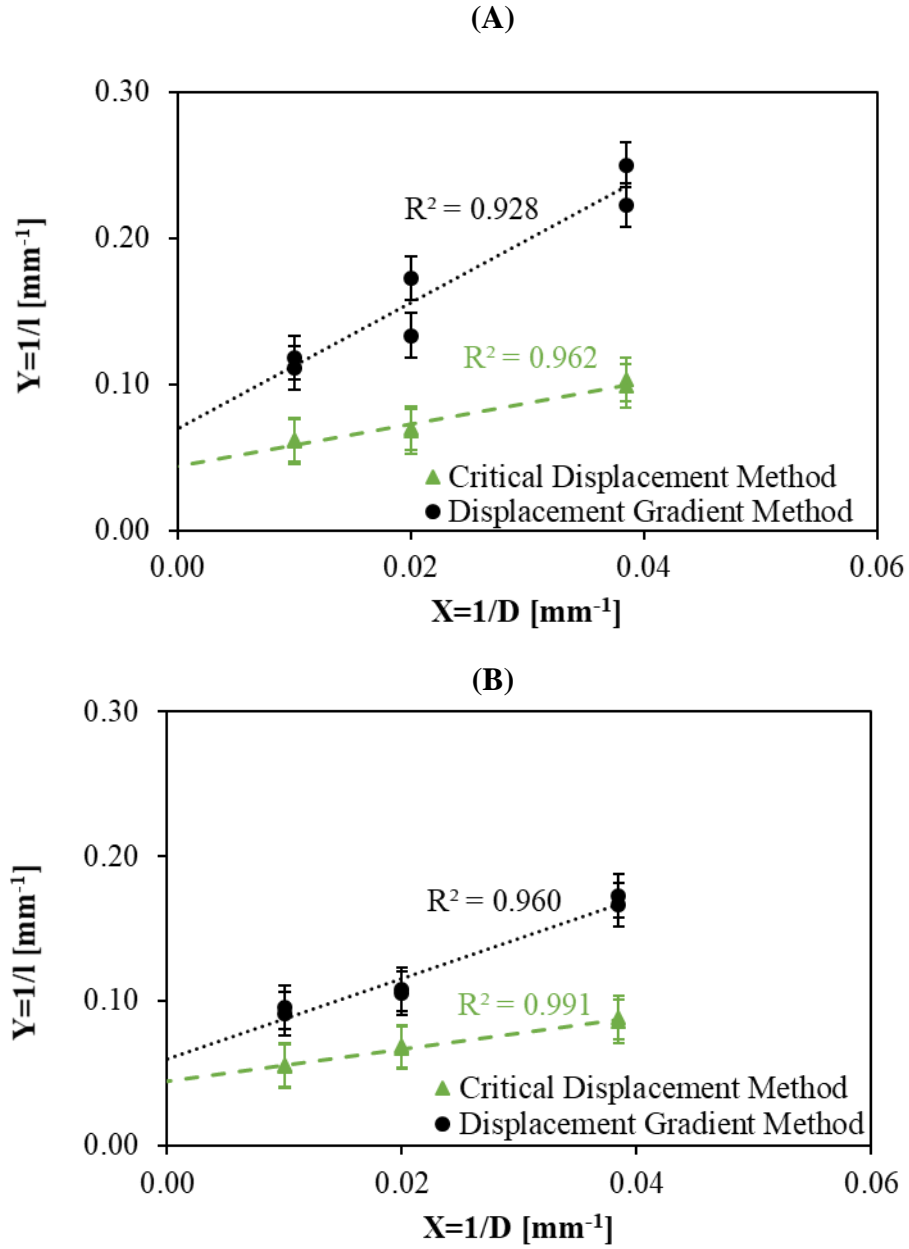 (A)
0.30
0.20
0.10
0.00
Y=1/l [mm⁻¹]
R² = 0.928
R² = 0.962
Critical Displacement Method
Displacement Gradient Method
0.00 0.02 0.04 0.06
X=1/D [mm⁻¹]
(B)
0.30
0.20
0.10
0.00
Y=1/l [mm⁻¹]
R² = 0.960
R² = 0.991
Critical Displacement Method
Displacement Gradient Method
0.00 0.02 0.04 0.06
X=1/D [mm⁻¹]